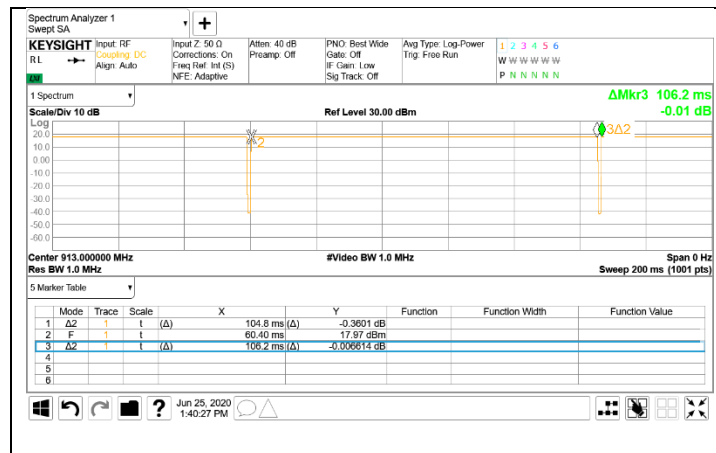 Spectrum Analyzer 1
Swept SA
+
KEYSIGHT Input: RF Input Z: 50 Ω Atten: 40 dB PNO: Best Wide Avg Type: Log-Power 1 2 3 4 5 6
RL Coupling: DC Corrections: On Preamp: Off Gate: Off Trig: Free Run W W W W W W
Align: Auto Freq Ref: Int (S) IF Gain: Low P N N N N N
NFE: Adaptive Sig Track: Off
1 Spectrum ΔMkr3 106.2 ms
Scale/Div 10 dB Ref Level 30.00 dBm -0.01 dB
Log
20.0
10.0
0.00
-10.0
-20.0
-30.0
-40.0
-50.0
-60.0
2
3Δ2
Center 913.000000 MHz #Video BW 1.0 MHz Span 0 Hz
Res BW 1.0 MHz Sweep 200 ms (1001 pts)
5 Marker Table
Mode Trace Scale X Y Function Function Width Function Value
1 Δ2 1 t (Δ) 104.8 ms (Δ) -0.3601 dB
2 F 1 t 60.40 ms 17.97 dBm
3 Δ2 1 t (Δ) 106.2 ms (Δ) -0.006614 dB
4
5
6
? Jun 25, 2020
1:40:27 PM